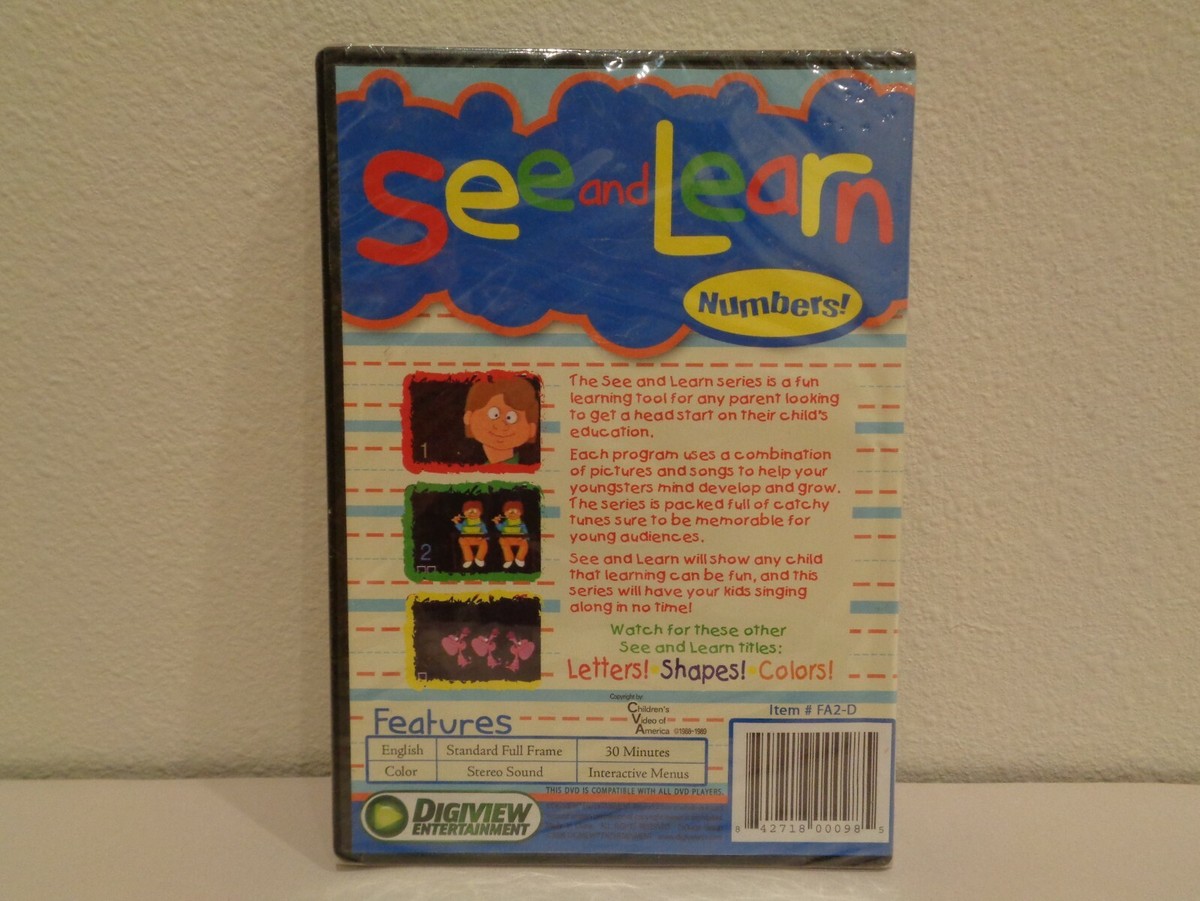 See and Learn
Numbers!
The See and Learn series is a fun
learning tool for any parent looking
to get a head start on their child's
education.
Each program uses a combination
of pictures and songs to help your
youngsters mind develop and grow.
The series is packed full of catchy
tunes sure to be memorable for
young audiences.
See and Learn will show any child
that learning can be fun, and this
series will have your kids singing
along in no time!
Watch for these other
See and Learn titles:
Letters! Shapes! Colors!
1
2
Copyright by
Children's
Video of
America
Item # FA2-D
Features
English Standard Full Frame 30 Minutes
Color Stereo Sound Interactive Menus
THIS DVD IS COMPATIBLE WITH ALL DVD PLAYERS.
DIGIVIEW
ENTERTAINMENT
8 42718 00098 5